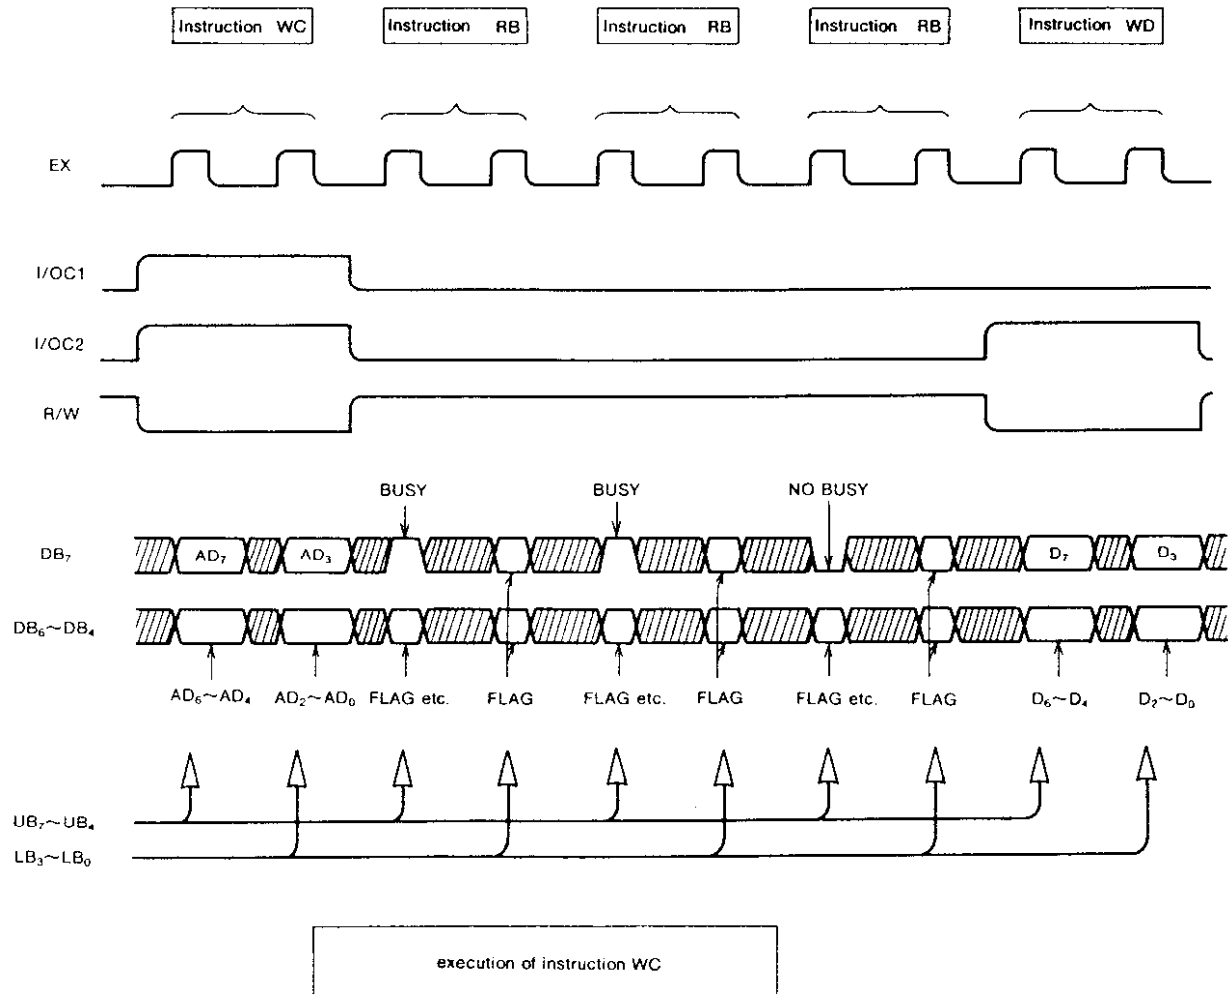 Instruction WC Instruction RB Instruction RB Instruction RB Instruction WD
EX
I/OC1
I/OC2
R/W
BUSY BUSY NO BUSY
DB₇ AD₇ AD₃ D₇ D₃
DB₆~DB₄
AD₆~AD₄ AD₂~AD₀ FLAG etc. FLAG FLAG etc. FLAG FLAG etc. FLAG D₆~D₄ D₂~D₀
UB₇~UB₄
LB₃~LB₀
execution of instruction WC